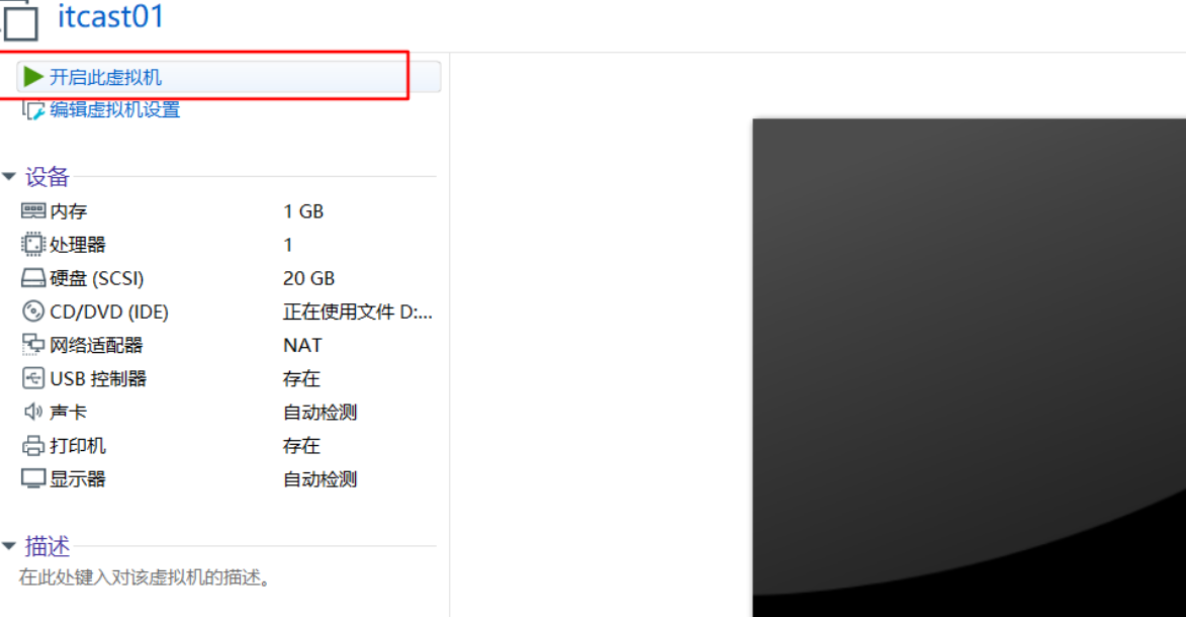 itcast01
开启此虚拟机
编辑虚拟机设置
设备
内存 1 GB
处理器 1
硬盘 (SCSI) 20 GB
CD/DVD (IDE) 正在使用文件 D:...
网络适配器 NAT
USB 控制器 存在
声卡 自动检测
打印机 存在
显示器 自动检测
描述
在此处键入对该虚拟机的描述。